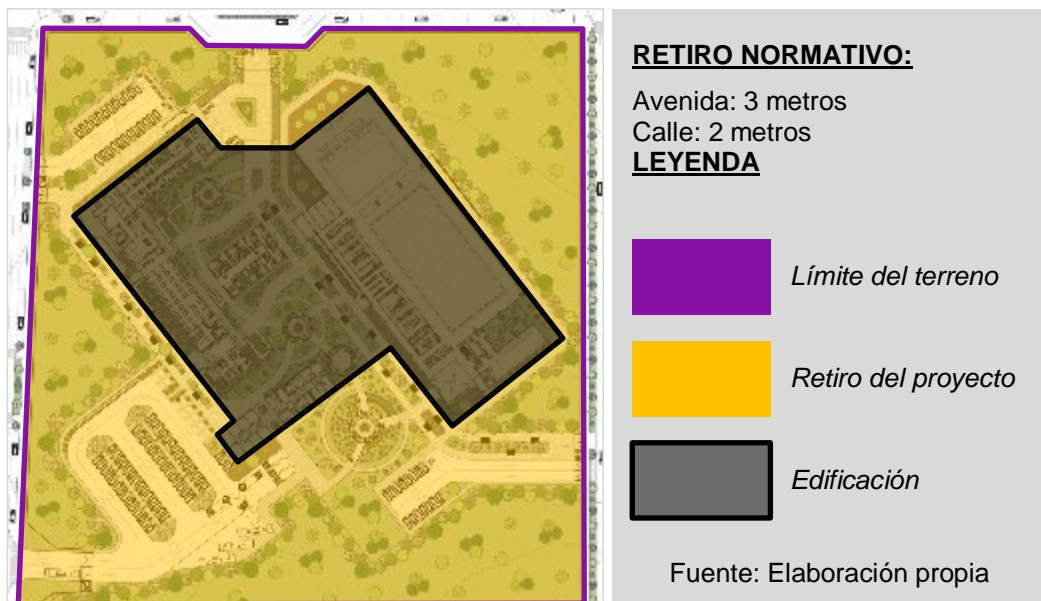 RETIRO NORMATIVO:
Avenida: 3 metros
Calle: 2 metros
LEYENDA
Límite del terreno
Retiro del proyecto
Edificación
Fuente: Elaboración propia